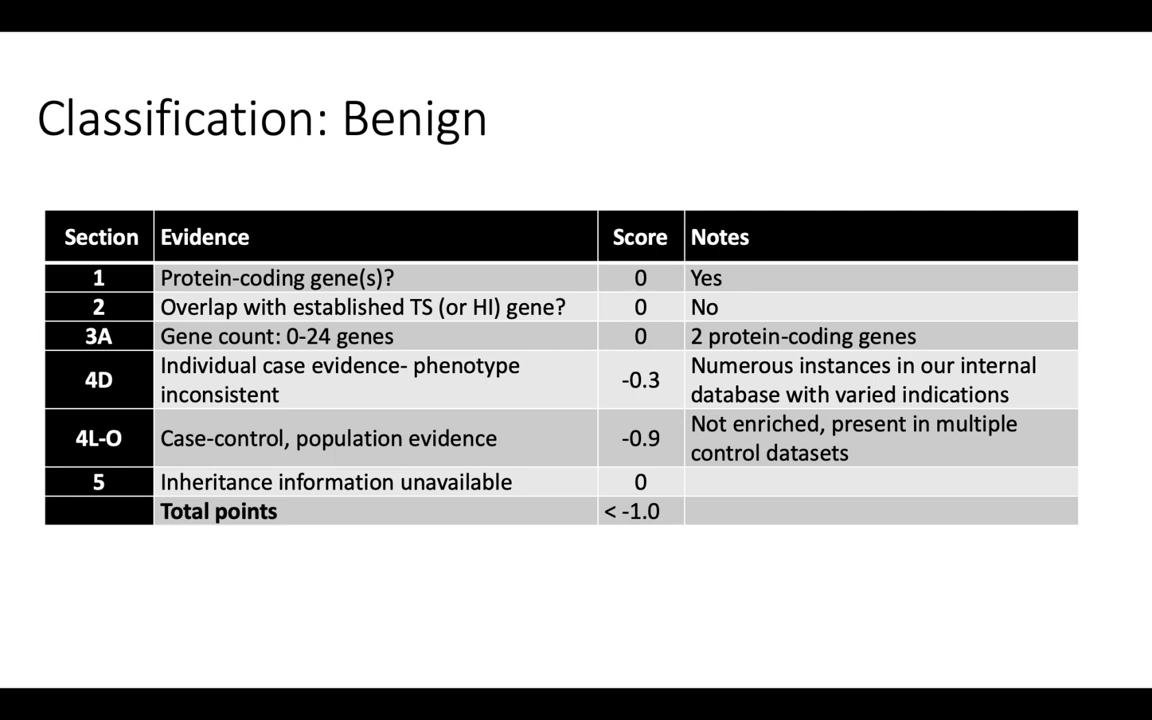 Classification: Benign
Section Evidence Score Notes
1 Protein-coding gene(s)? 0 Yes
2 Overlap with established TS (or HI) gene? 0 No
3A Gene count: 0-24 genes 0 2 protein-coding genes
4D Individual case evidence- phenotype inconsistent -0.3 Numerous instances in our internal database with varied indications
4L-O Case-control, population evidence -0.9 Not enriched, present in multiple control datasets
5 Inheritance information unavailable 0
Total points < -1.0